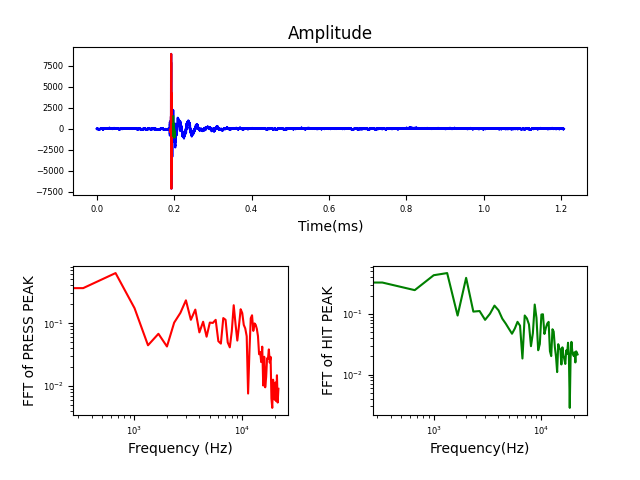 Amplitude
7500
5000
2500
0
−2500
−5000
−7500
0.0 0.2 0.4 0.6 0.8 1.0 1.2
Time(ms)
FFT of PRESS PEAK
10⁻¹
10⁻²
10³ 10⁴
Frequency (Hz)
FFT of HIT PEAK
10⁻¹
10⁻²
10³ 10⁴
Frequency(Hz)